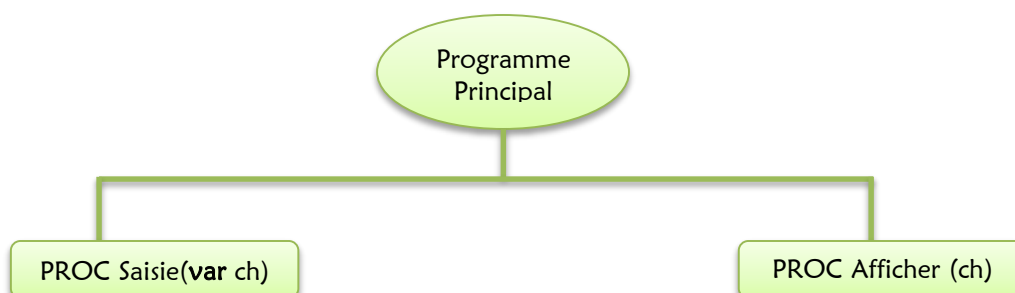 Programme
Principal
PROC Saisie(var ch)
PROC Afficher (ch)